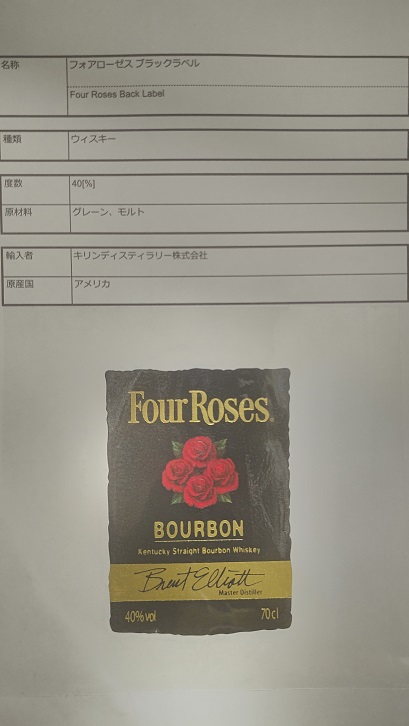 名称 フォアローゼス ブラックラベル
Four Roses Back Label
種類 ウィスキー
度数 40[%]
原材料 グレーン、モルト
輸入者 キリンディスティラリー株式会社
原産国 アメリカ
Four Roses®
BOURBON
Kentucky Straight Bourbon Whiskey
Brent Elliott
Master Distiller
40% vol 70 cl